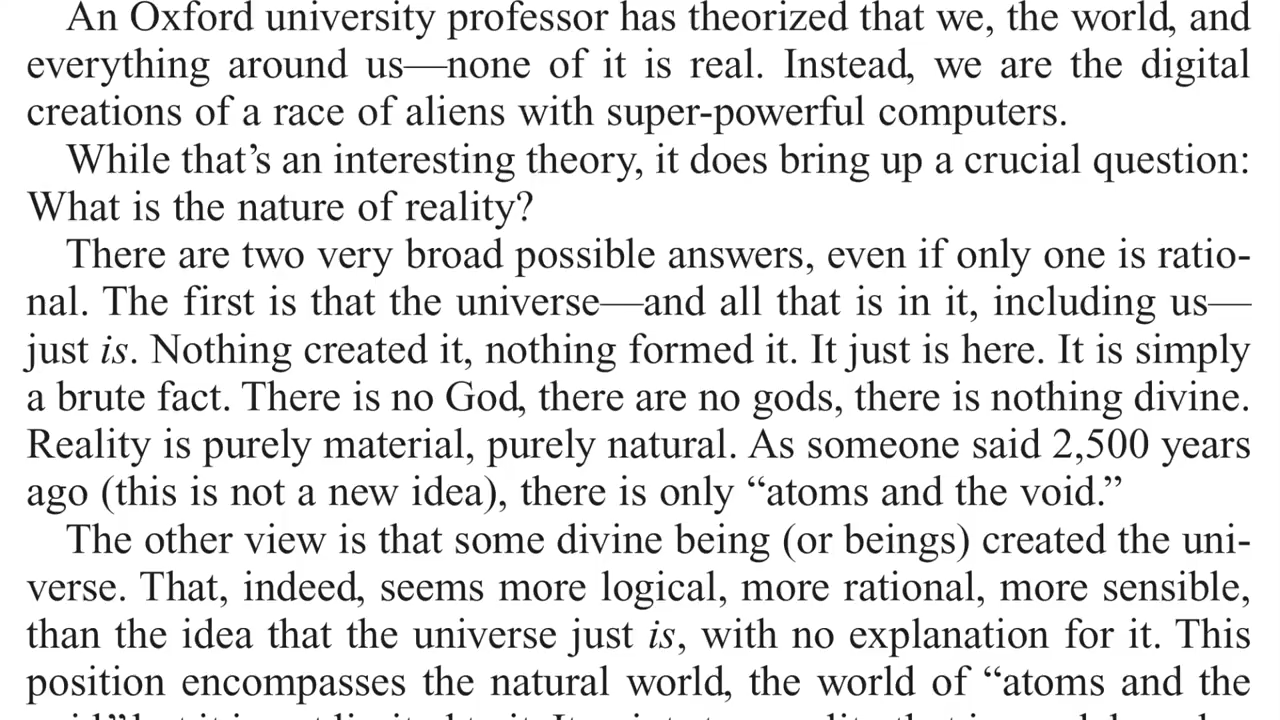 An Oxford university professor has theorized that we, the world, and
everything around us—none of it is real. Instead, we are the digital
creations of a race of aliens with super-powerful computers.
While that’s an interesting theory, it does bring up a crucial question:
What is the nature of reality?
There are two very broad possible answers, even if only one is ratio-
nal. The first is that the universe—and all that is in it, including us—
just is. Nothing created it, nothing formed it. It just is here. It is simply
a brute fact. There is no God, there are no gods, there is nothing divine.
Reality is purely material, purely natural. As someone said 2,500 years
ago (this is not a new idea), there is only “atoms and the void.”
The other view is that some divine being (or beings) created the uni-
verse. That, indeed, seems more logical, more rational, more sensible,
than the idea that the universe just is, with no explanation for it. This
position encompasses the natural world, the world of “atoms and the